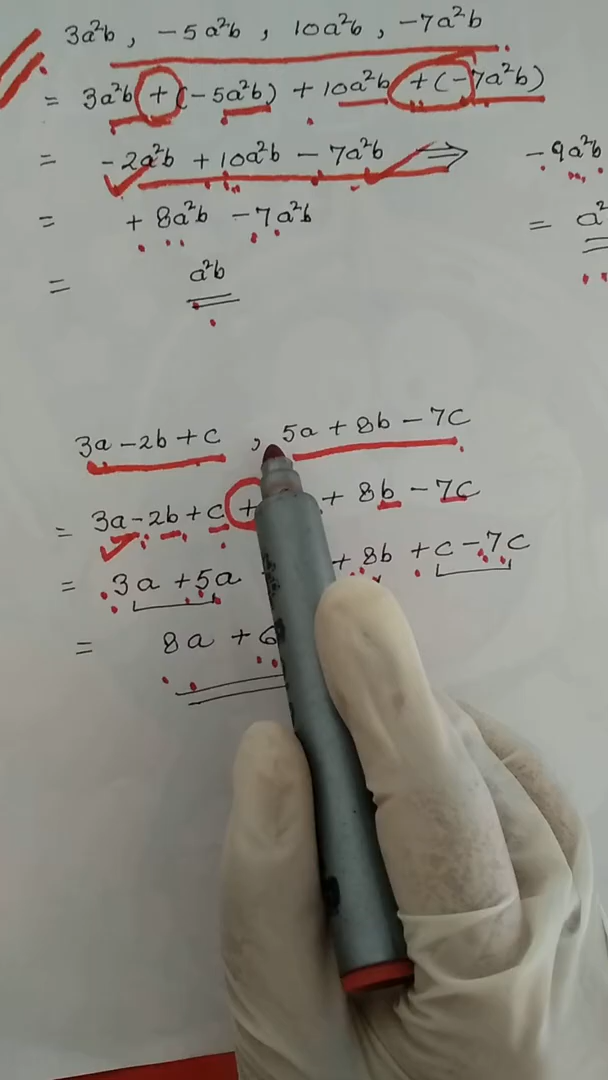 3a²b , - 5a²b , 10a²b , -7a²b
= 3a²b + (-5a²b) + 10a²b + (-7a²b)
= -2a²b + 10a²b - 7a²b ⇒ -9a²b
= + 8a²b - 7a²b = a²
= a²b
3a - 2b + c , 5a + 8b - 7c
= 3a - 2b + c + + 8b - 7c
= 3a + 5a + 8b + c - 7c
= 8a + 6